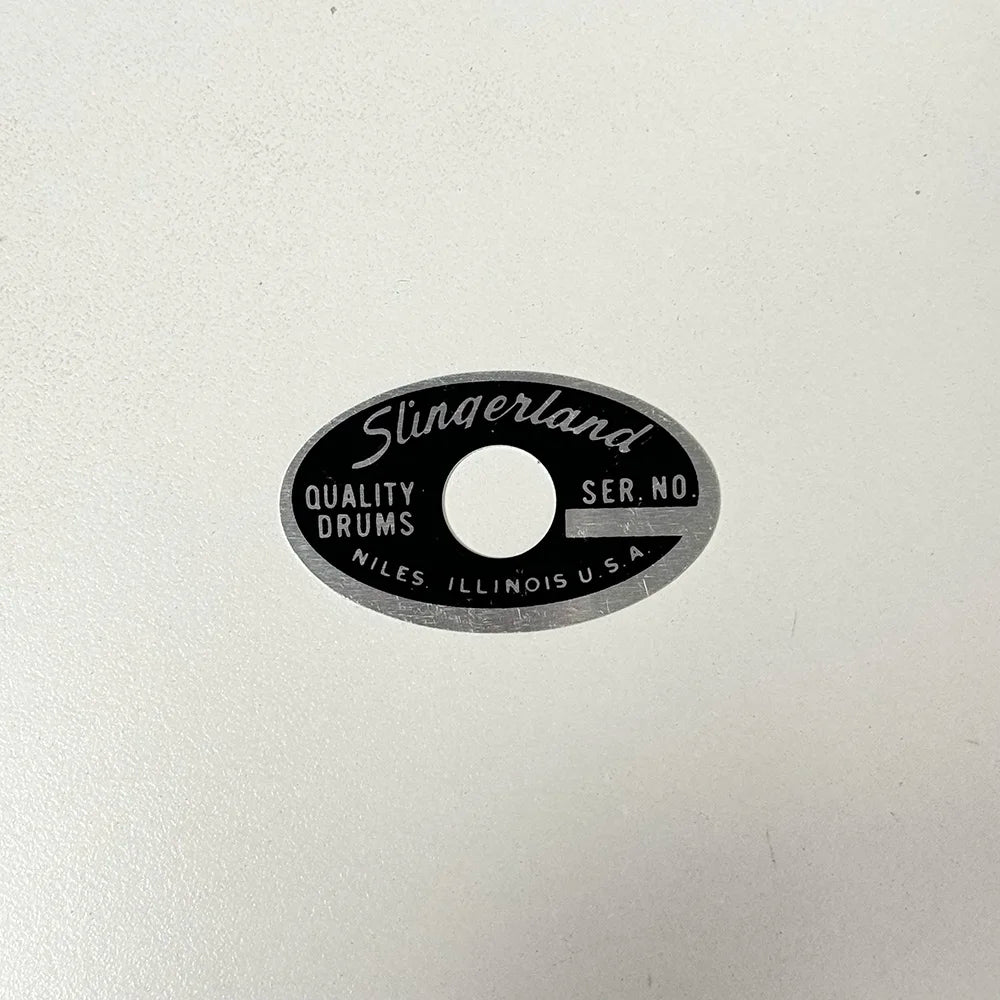 Slingerland
QUALITY
DRUMS
SER. NO.
NILES. ILLINOIS U.S.A.